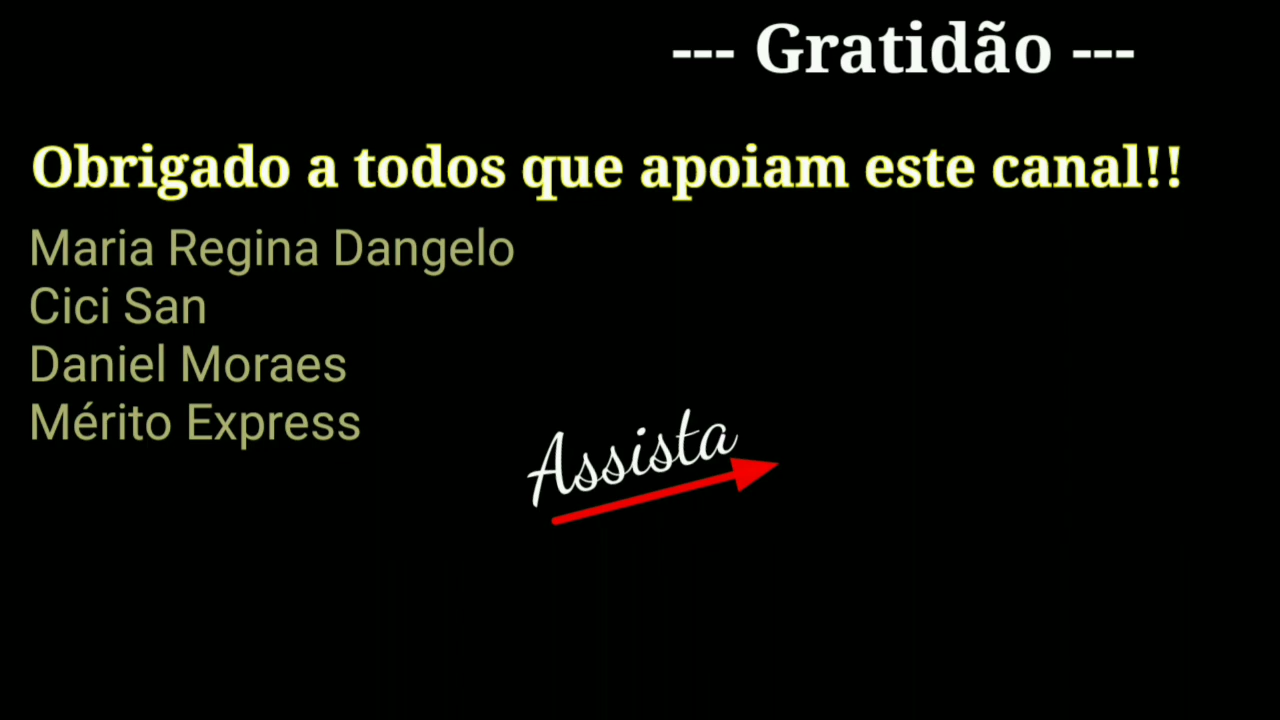 --- Gratidão ---
Obrigado a todos que apoiam este canal!!
Maria Regina Dangelo
Cici San
Daniel Moraes
Mérito Express
Assista